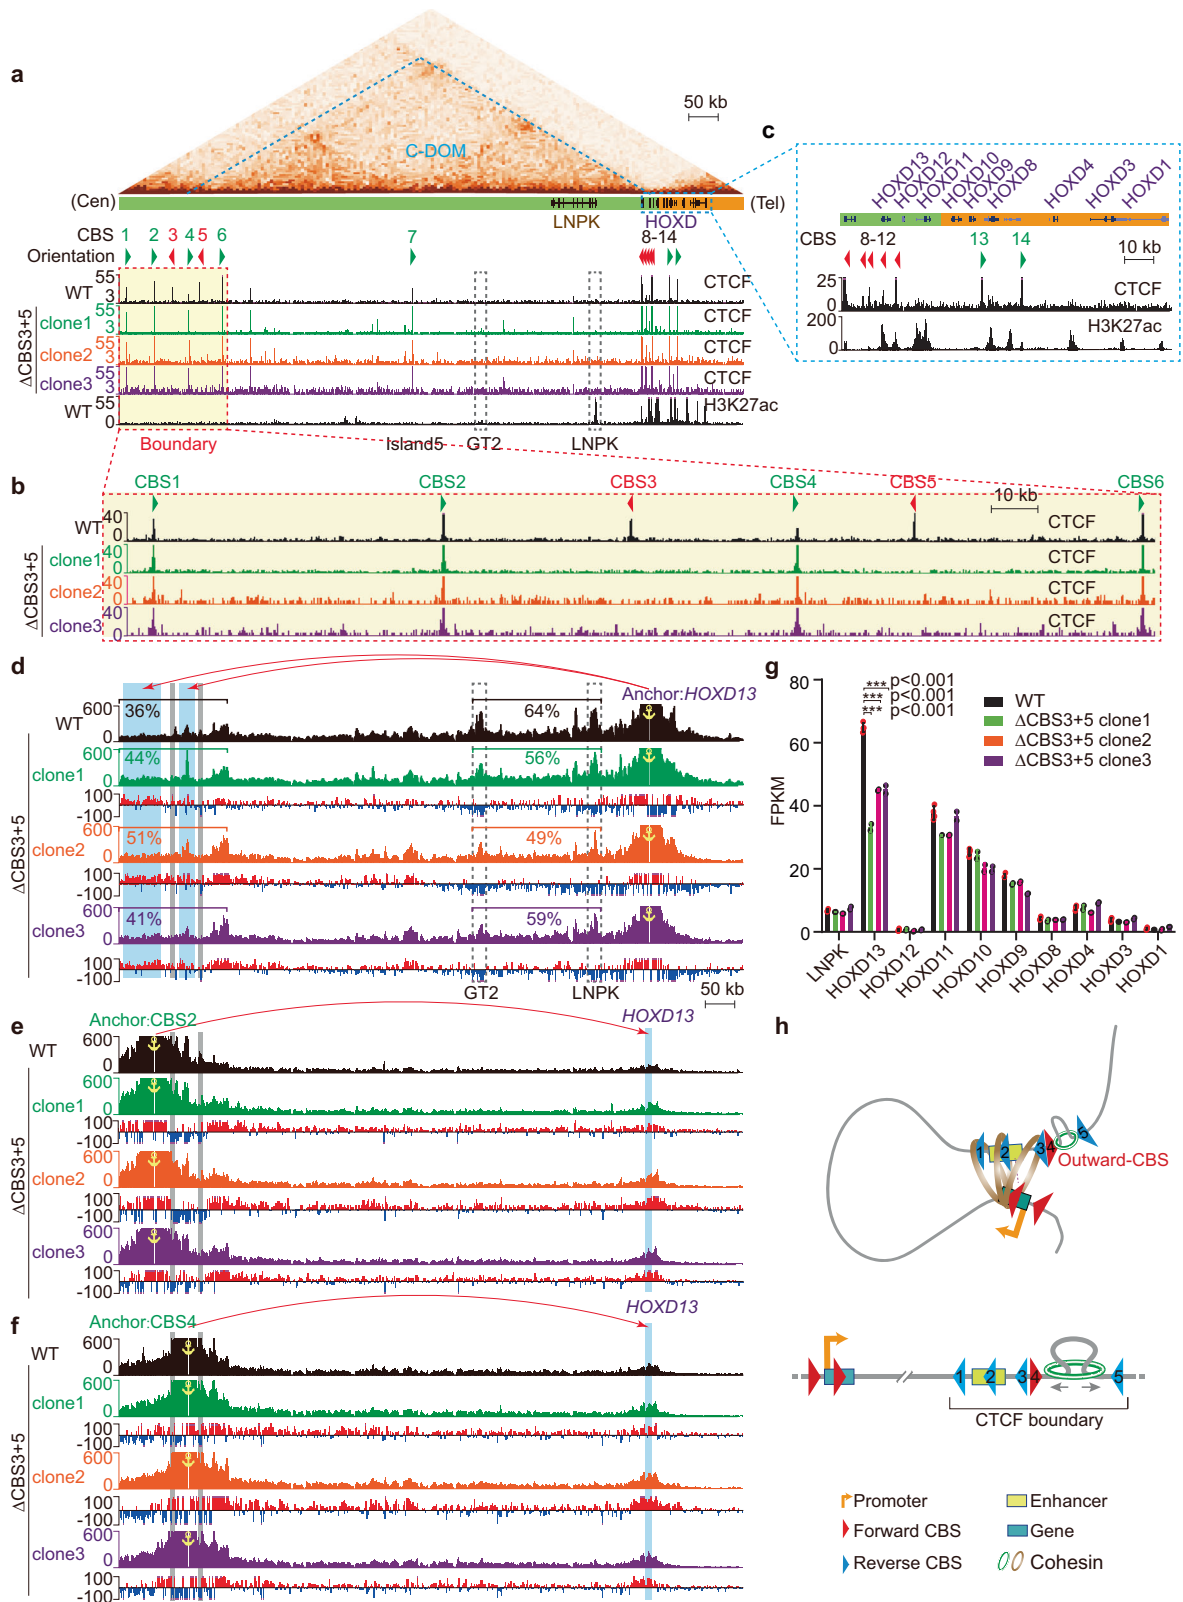 a
50 kb
C-DOM
(Cen)
(Tel)
LNPK
HOXD
CBS
1 2 3 4 5 6 7 8-14
Orientation
WT 55 3 CTCF
ΔCBS3+5
clone1 55 3 CTCF
clone2 55 3 CTCF
clone3 55 3 CTCF
WT 55 0 H3K27ac
Boundary
Island5
GT2
LNPK
c
HOXD13
HOXD12
HOXD11
HOXD10
HOXD9
HOXD8
HOXD4
HOXD3
HOXD1
CBS 8-12 13 14
10 kb
25 0 CTCF
200 0 H3K27ac
b
CBS1 CBS2 CBS3 CBS4 CBS5 CBS6
10 kb
WT 40 0 CTCF
ΔCBS3+5
clone1 40 0 CTCF
clone2 40 0 CTCF
clone3 40 0 CTCF
d
Anchor:HOXD13
WT 600 0 36% 64%
ΔCBS3+5
clone1 600 0 44% 56%
100 -100
clone2 600 0 51% 49%
100 -100
clone3 600 0 41% 59%
100 -100
GT2
LNPK
50 kb
e
Anchor:CBS2
HOXD13
WT 600 0
ΔCBS3+5
clone1 600 0
100 -100
clone2 600 0
100 -100
clone3 600 0
100 -100
f
Anchor:CBS4
HOXD13
WT 600 0
ΔCBS3+5
clone1 600 0
100 -100
clone2 600 0
100 -100
clone3 600 0
100 -100
g
FPKM
80
60
40
20
0
*** p<0.001
*** p<0.001
*** p<0.001
WT
ΔCBS3+5 clone1
ΔCBS3+5 clone2
ΔCBS3+5 clone3
LNPK
HOXD13
HOXD12
HOXD11
HOXD10
HOXD9
HOXD8
HOXD4
HOXD3
HOXD1
h
1 2 3 4 5
Outward-CBS
1 2 3 4 5
CTCF boundary
Promoter
Enhancer
Forward CBS
Gene
Reverse CBS
Cohesin